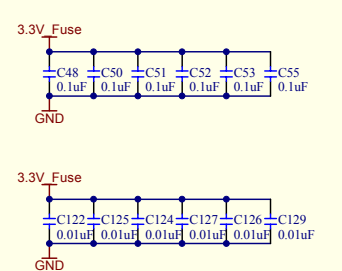 3.3V_Fuse
C48 C50 C51 C52 C53 C55
0.1uF 0.1uF 0.1uF 0.1uF 0.1uF 0.1uF
GND
3.3V_Fuse
C122 C125 C124 C127 C126 C129
0.01uF 0.01uF 0.01uF 0.01uF 0.01uF 0.01uF
GND